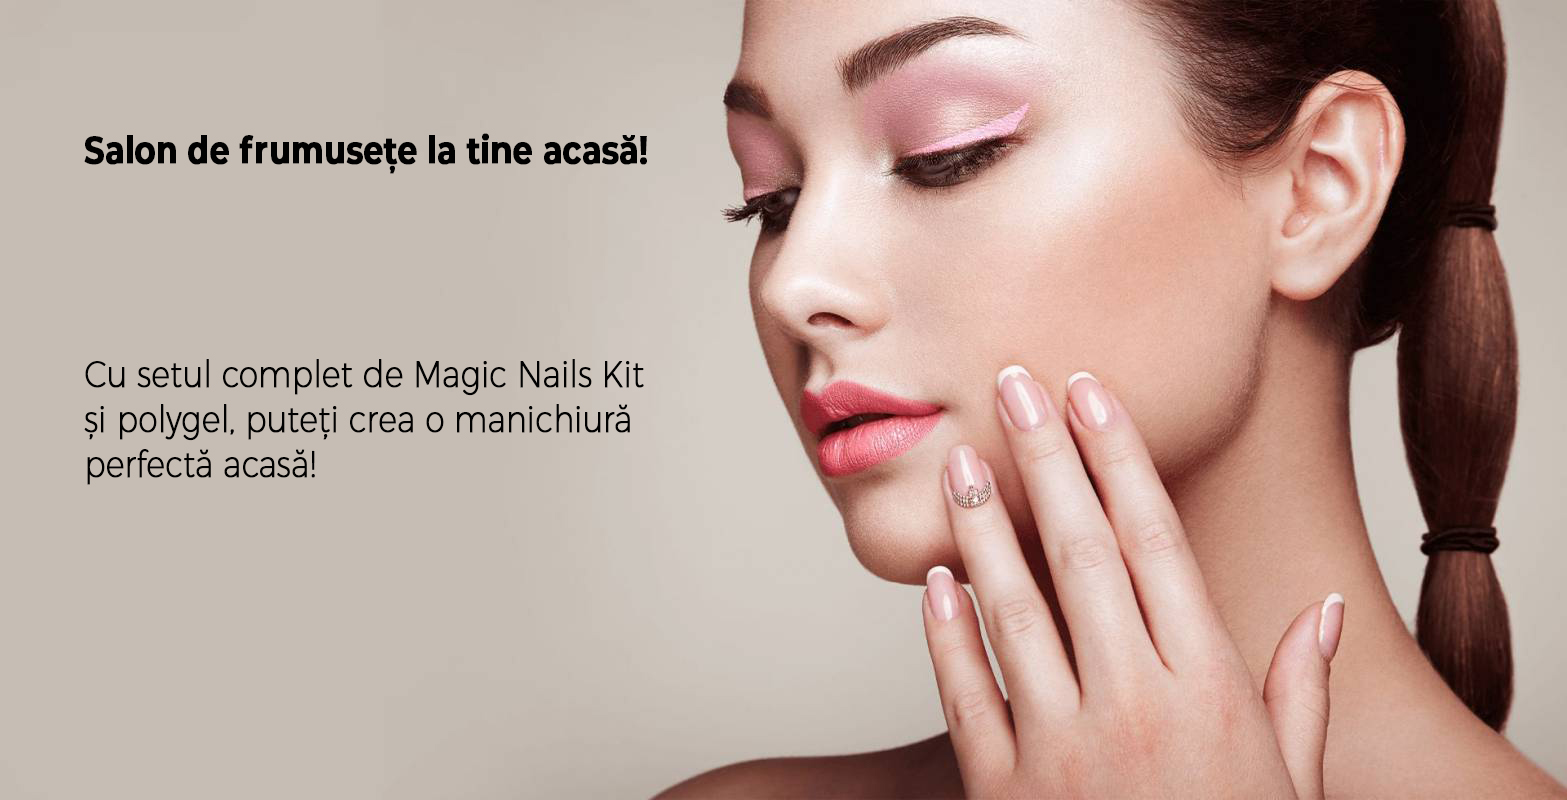 Salon de frumusețe la tine acasă!
Cu setul complet de Magic Nails Kit
și polygel, puteți crea o manichiură
perfectă acasă!